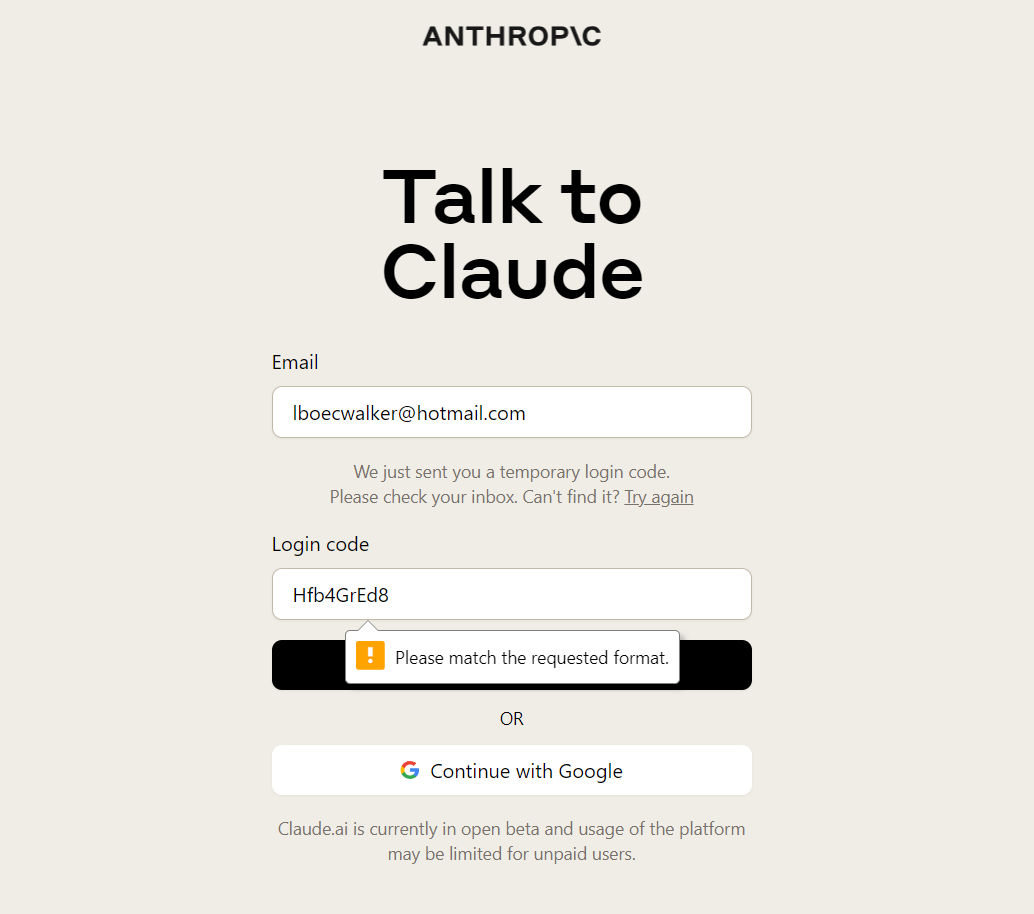 ANTHROP\C
Talk to
Claude
Email
lboecwalker@hotmail.com
We just sent you a temporary login code.
Please check your inbox. Can't find it? Try again
Login code
Hfb4GrEd8
Please match the requested format.
OR
Continue with Google
Claude.ai is currently in open beta and usage of the platform
may be limited for unpaid users.